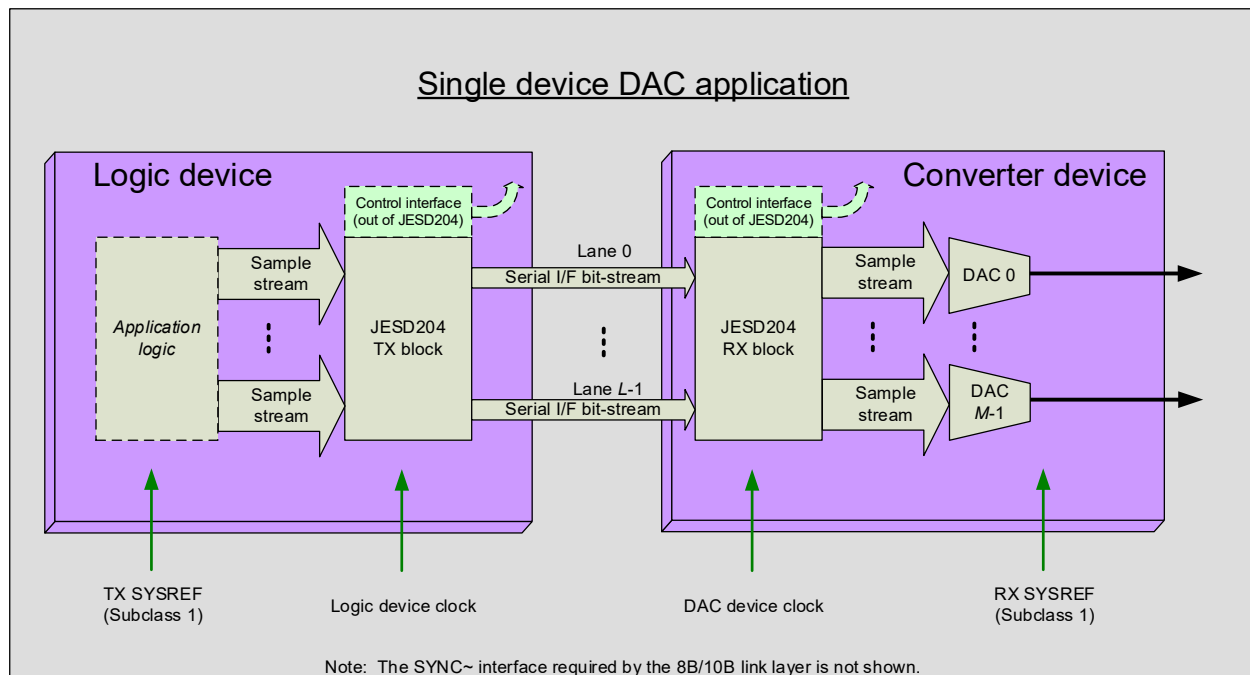 Single device DAC application
Logic device
Converter device
Control interface
(out of JESD204)
Control interface
(out of JESD204)
Application
logic
Sample
stream
Sample
stream
JESD204
TX block
Lane 0
Serial I/F bit-stream
Lane L-1
Serial I/F bit-stream
JESD204
RX block
Sample
stream
Sample
stream
DAC 0
DAC
M-1
TX SYSREF
(Subclass 1)
Logic device clock
DAC device clock
RX SYSREF
(Subclass 1)
Note: The SYNC~ interface required by the 8B/10B link layer is not shown.